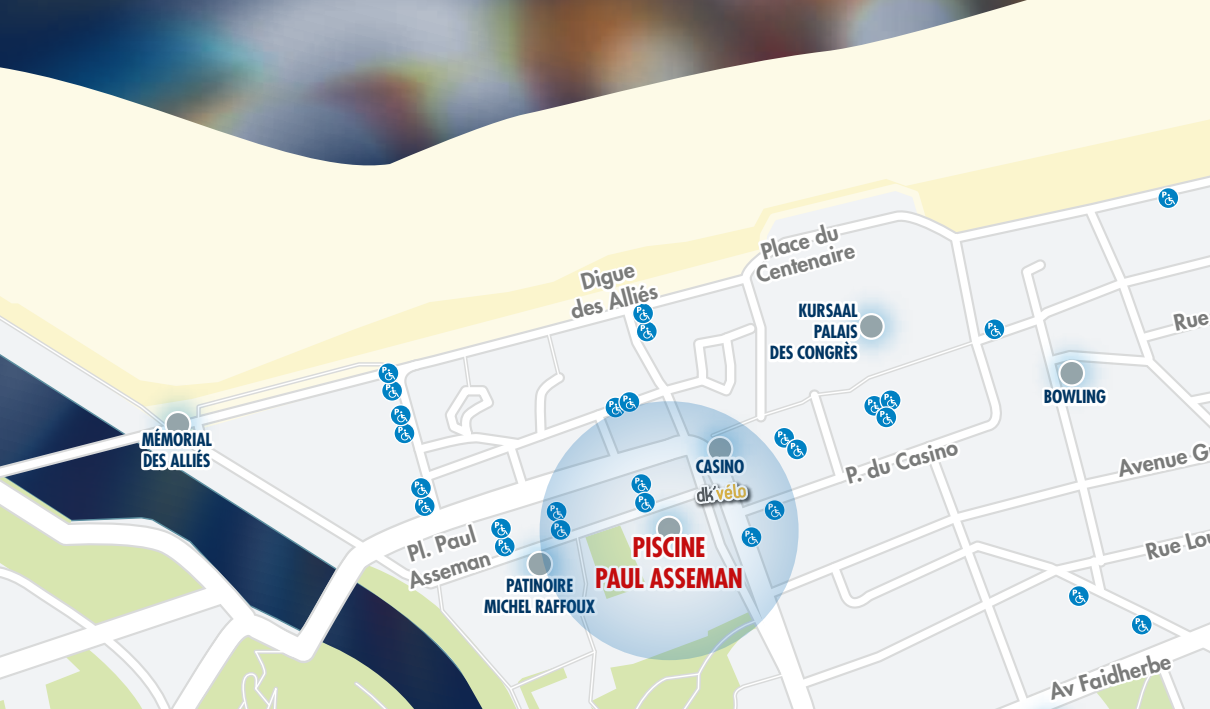 Place du
Centenaire
Digue
des Alliés
KURSAAL
PALAIS
DES CONGRÈS
Rue
BOWLING
MÉMORIAL
DES ALLIÉS
CASINO
dk'vélo
P. du Casino
Avenue G
Pl. Paul
Asseman
PISCINE
PAUL ASSEMAN
PATINOIRE
MICHEL RAFFOUX
Rue Lou
Av Faidherbe